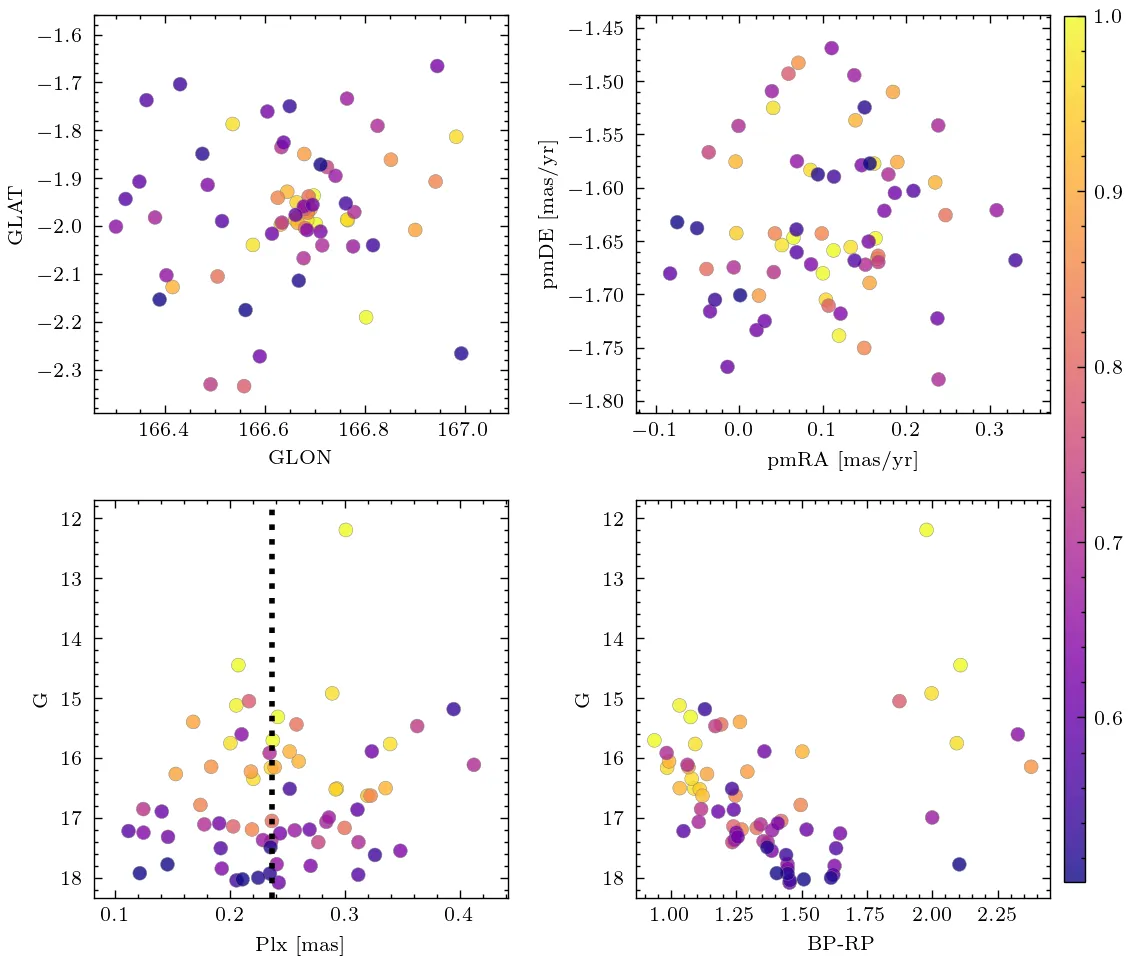 −1.6
−1.7
−1.8
−1.9
−2.0
−2.1
−2.2
−2.3
GLAT
166.4 166.6 166.8 167.0
GLON
−1.45
−1.50
−1.55
−1.60
−1.65
−1.70
−1.75
−1.80
pmDE [mas/yr]
−0.1 0.0 0.1 0.2 0.3
pmRA [mas/yr]
12
13
14
15
16
17
18
G
0.1 0.2 0.3 0.4
Plx [mas]
12
13
14
15
16
17
18
G
1.00 1.25 1.50 1.75 2.00 2.25
BP-RP
1.0
0.9
0.8
0.7
0.6